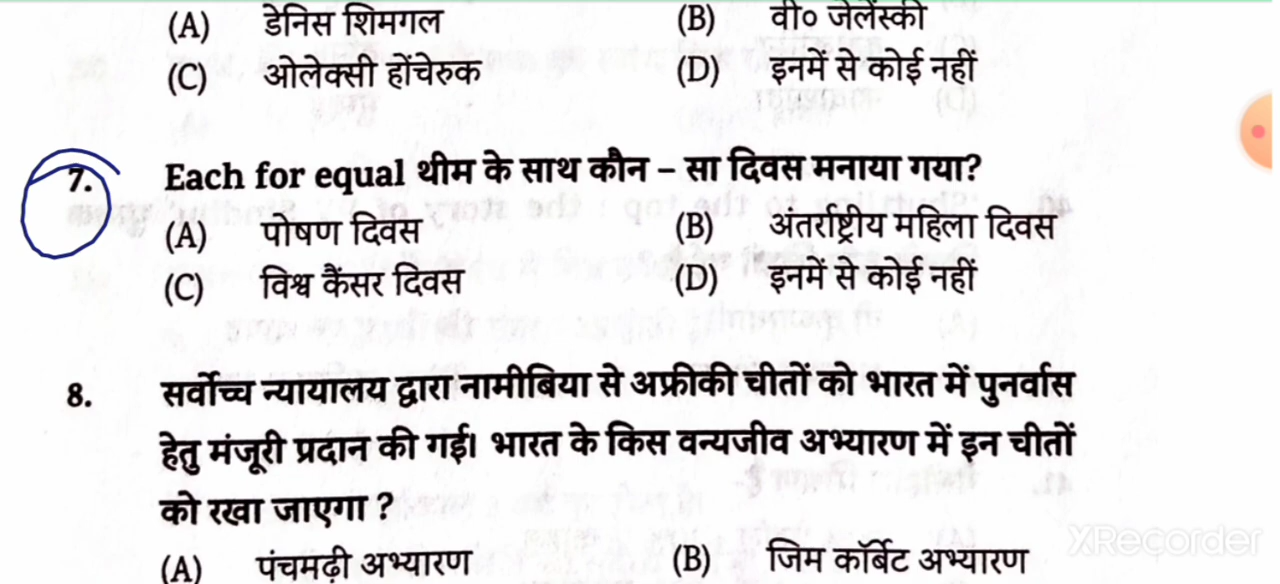 (A) डेनिस शिमगल (B) वी० जेलेंस्की
(C) ओलेक्सी होंचेरुक (D) इनमें से कोई नहीं
7. Each for equal थीम के साथ कौन – सा दिवस मनाया गया?
(A) पोषण दिवस (B) अंतर्राष्ट्रीय महिला दिवस
(C) विश्व कैंसर दिवस (D) इनमें से कोई नहीं
8. सर्वोच्च न्यायालय द्वारा नामीबिया से अफ्रीकी चीतों को भारत में पुनर्वास
हेतु मंजूरी प्रदान की गई। भारत के किस वन्यजीव अभ्यारण में इन चीतों
को रखा जाएगा ?
(A) पंचमढ़ी अभ्यारण (B) जिम कॉर्बेट अभ्यारण
XRecorder